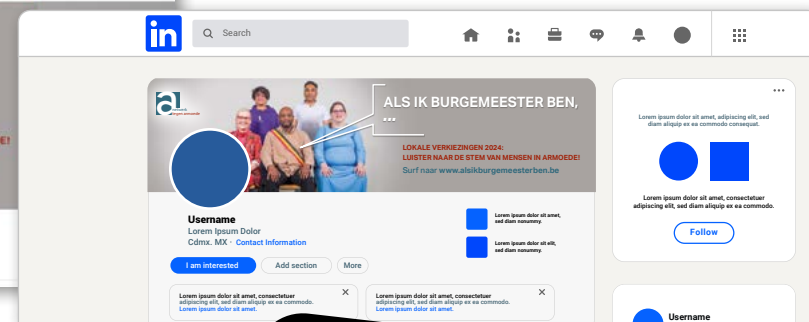 in
Search
a
ALS IK BURGEMEESTER BEN,
...
LOKALE VERKIEZINGEN 2024:
LUISTER NAAR DE STEM VAN MENSEN IN ARMOEDE!
Surf naar www.alsikburgemeesterben.be
Username
Lorem Ipsum Dolor
Cdmx. MX · Contact Information
I am interested
Add section
More
Lorem ipsum dolor sit amet,
sed diam nonummy.
Lorem ipsum dolor sit elit,
sed diam nonummy.
Lorem ipsum dolor sit amet, consectetuer
adipiscing elit, sed diam aliquip ex ea commodo.
Lorem ipsum dolor sit amet.
Lorem ipsum dolor sit amet, consectetuer
adipiscing elit, sed diam aliquip ex ea commodo.
Lorem ipsum dolor sit amet.
Lorem ipsum dolor sit amet, consectetuer adipiscing elit, sed
diam aliquip ex ea commodo consequat.
Lorem ipsum dolor sit amet, consectetuer
adipiscing elit, sed diam aliquip ex ea commodo.
Follow
Username